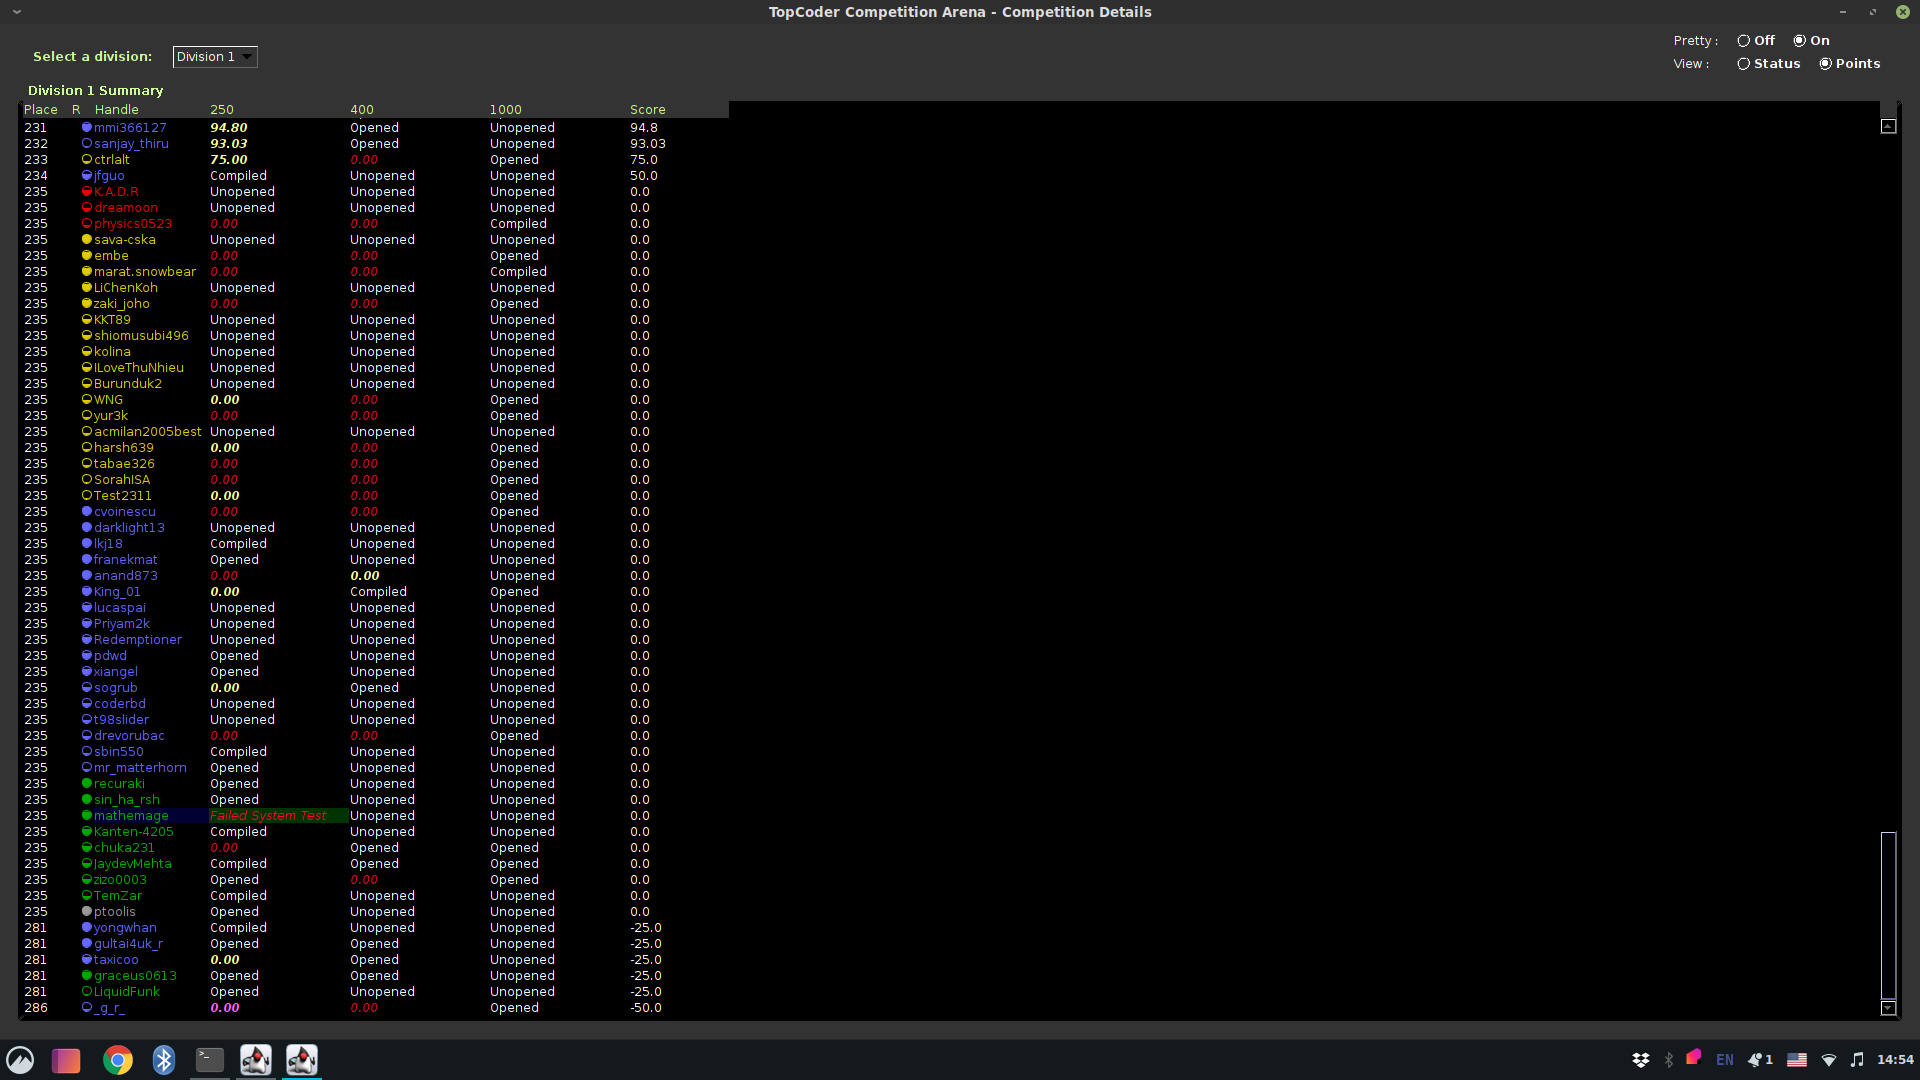 TopCoder Competition Arena - Competition Details
Pretty : Off On
Select a division: Division 1
View : Status Points
Division 1 Summary
Place R Handle 250 400 1000 Score
231 mmi366127 94.80 Opened Unopened 94.8
232 sanjay_thiru 93.03 Opened Unopened 93.03
233 ctrlalt 75.00 0.00 Opened 75.0
234 jfguo Compiled Unopened Unopened 50.0
235 K.A.D.R Unopened Unopened Unopened 0.0
235 dreamoon Unopened Unopened Unopened 0.0
235 physics0523 0.00 0.00 Compiled 0.0
235 sava-cska Unopened Unopened Unopened 0.0
235 embe 0.00 0.00 Opened 0.0
235 marat.snowbear 0.00 0.00 Compiled 0.0
235 LiChenKoh Unopened Unopened Unopened 0.0
235 zaki_joho 0.00 0.00 Opened 0.0
235 KKT89 Unopened Unopened Unopened 0.0
235 shiomusubi496 Unopened Unopened Unopened 0.0
235 kolina Unopened Unopened Unopened 0.0
235 ILoveThuNhieu Unopened Unopened Unopened 0.0
235 Burunduk2 Unopened Unopened Unopened 0.0
235 WNG 0.00 0.00 Opened 0.0
235 yur3k 0.00 0.00 Opened 0.0
235 acmilan2005best Unopened Unopened Unopened 0.0
235 harsh639 0.00 0.00 Opened 0.0
235 tabae326 0.00 0.00 Opened 0.0
235 SorahISA 0.00 0.00 Opened 0.0
235 Test2311 0.00 0.00 Opened 0.0
235 cvoinescu 0.00 0.00 Opened 0.0
235 darklight13 Unopened Unopened Unopened 0.0
235 lkj18 Compiled Unopened Unopened 0.0
235 franekmat Opened Unopened Unopened 0.0
235 anand873 0.00 0.00 Unopened 0.0
235 King_01 0.00 Compiled Opened 0.0
235 lucaspai Unopened Unopened Unopened 0.0
235 Priyam2k Unopened Unopened Unopened 0.0
235 Redemptioner Unopened Unopened Unopened 0.0
235 pdwd Opened Unopened Unopened 0.0
235 xiangel Opened Unopened Unopened 0.0
235 sogrub 0.00 Opened Unopened 0.0
235 coderbd Unopened Unopened Unopened 0.0
235 t98slider Unopened Unopened Unopened 0.0
235 drevorubac 0.00 0.00 Opened 0.0
235 sbin550 Compiled Unopened Unopened 0.0
235 mr_matterhorn Opened Unopened Unopened 0.0
235 recuraki Opened Unopened Unopened 0.0
235 sin_ha_rsh Opened Unopened Unopened 0.0
235 mathemage Failed System Test Unopened Unopened 0.0
235 Kanten-4205 Compiled Unopened Unopened 0.0
235 chuka231 0.00 Opened Opened 0.0
235 JaydevMehta Compiled Opened Opened 0.0
235 zizo0003 Opened 0.00 Opened 0.0
235 TemZar Compiled Unopened Unopened 0.0
235 ptoolis Opened Unopened Unopened 0.0
281 yongwhan Compiled Unopened Unopened -25.0
281 gultai4uk_r Opened Opened Unopened -25.0
281 taxicoo 0.00 Opened Unopened -25.0
281 graceus0613 Opened Opened Unopened -25.0
281 LiquidFunk Opened Unopened Unopened -25.0
286 _g_r_ 0.00 0.00 Opened -50.0
EN 1 14:54